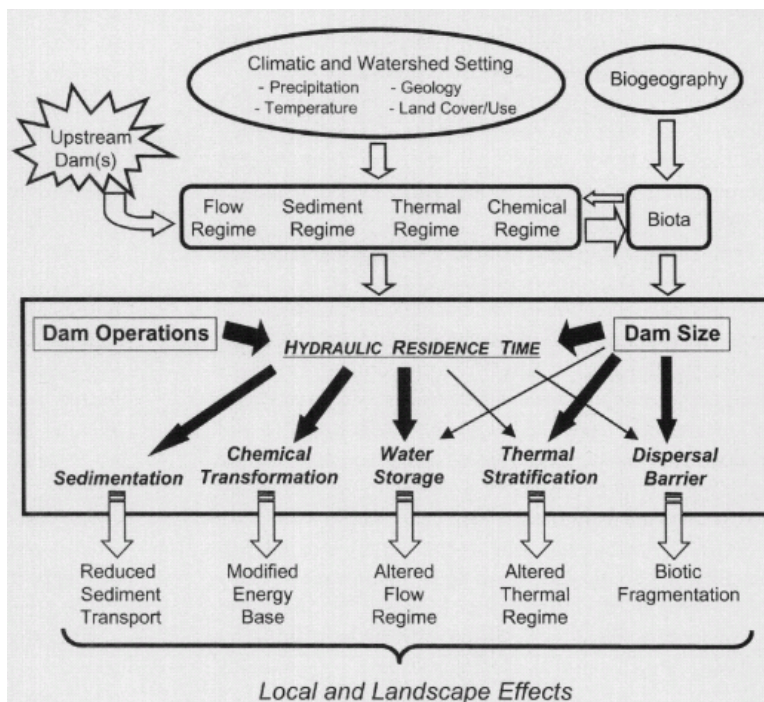 Climatic and Watershed Setting
- Precipitation - Geology
- Temperature - Land Cover/Use
Biogeography
Upstream
Dam(s)
Flow
Regime
Sediment
Regime
Thermal
Regime
Chemical
Regime
Biota
Dam Operations
HYDRAULIC RESIDENCE TIME
Dam Size
Sedimentation
Chemical
Transformation
Water
Storage
Thermal
Stratification
Dispersal
Barrier
Reduced
Sediment
Transport
Modified
Energy
Base
Altered
Flow
Regime
Altered
Thermal
Regime
Biotic
Fragmentation
Local and Landscape Effects